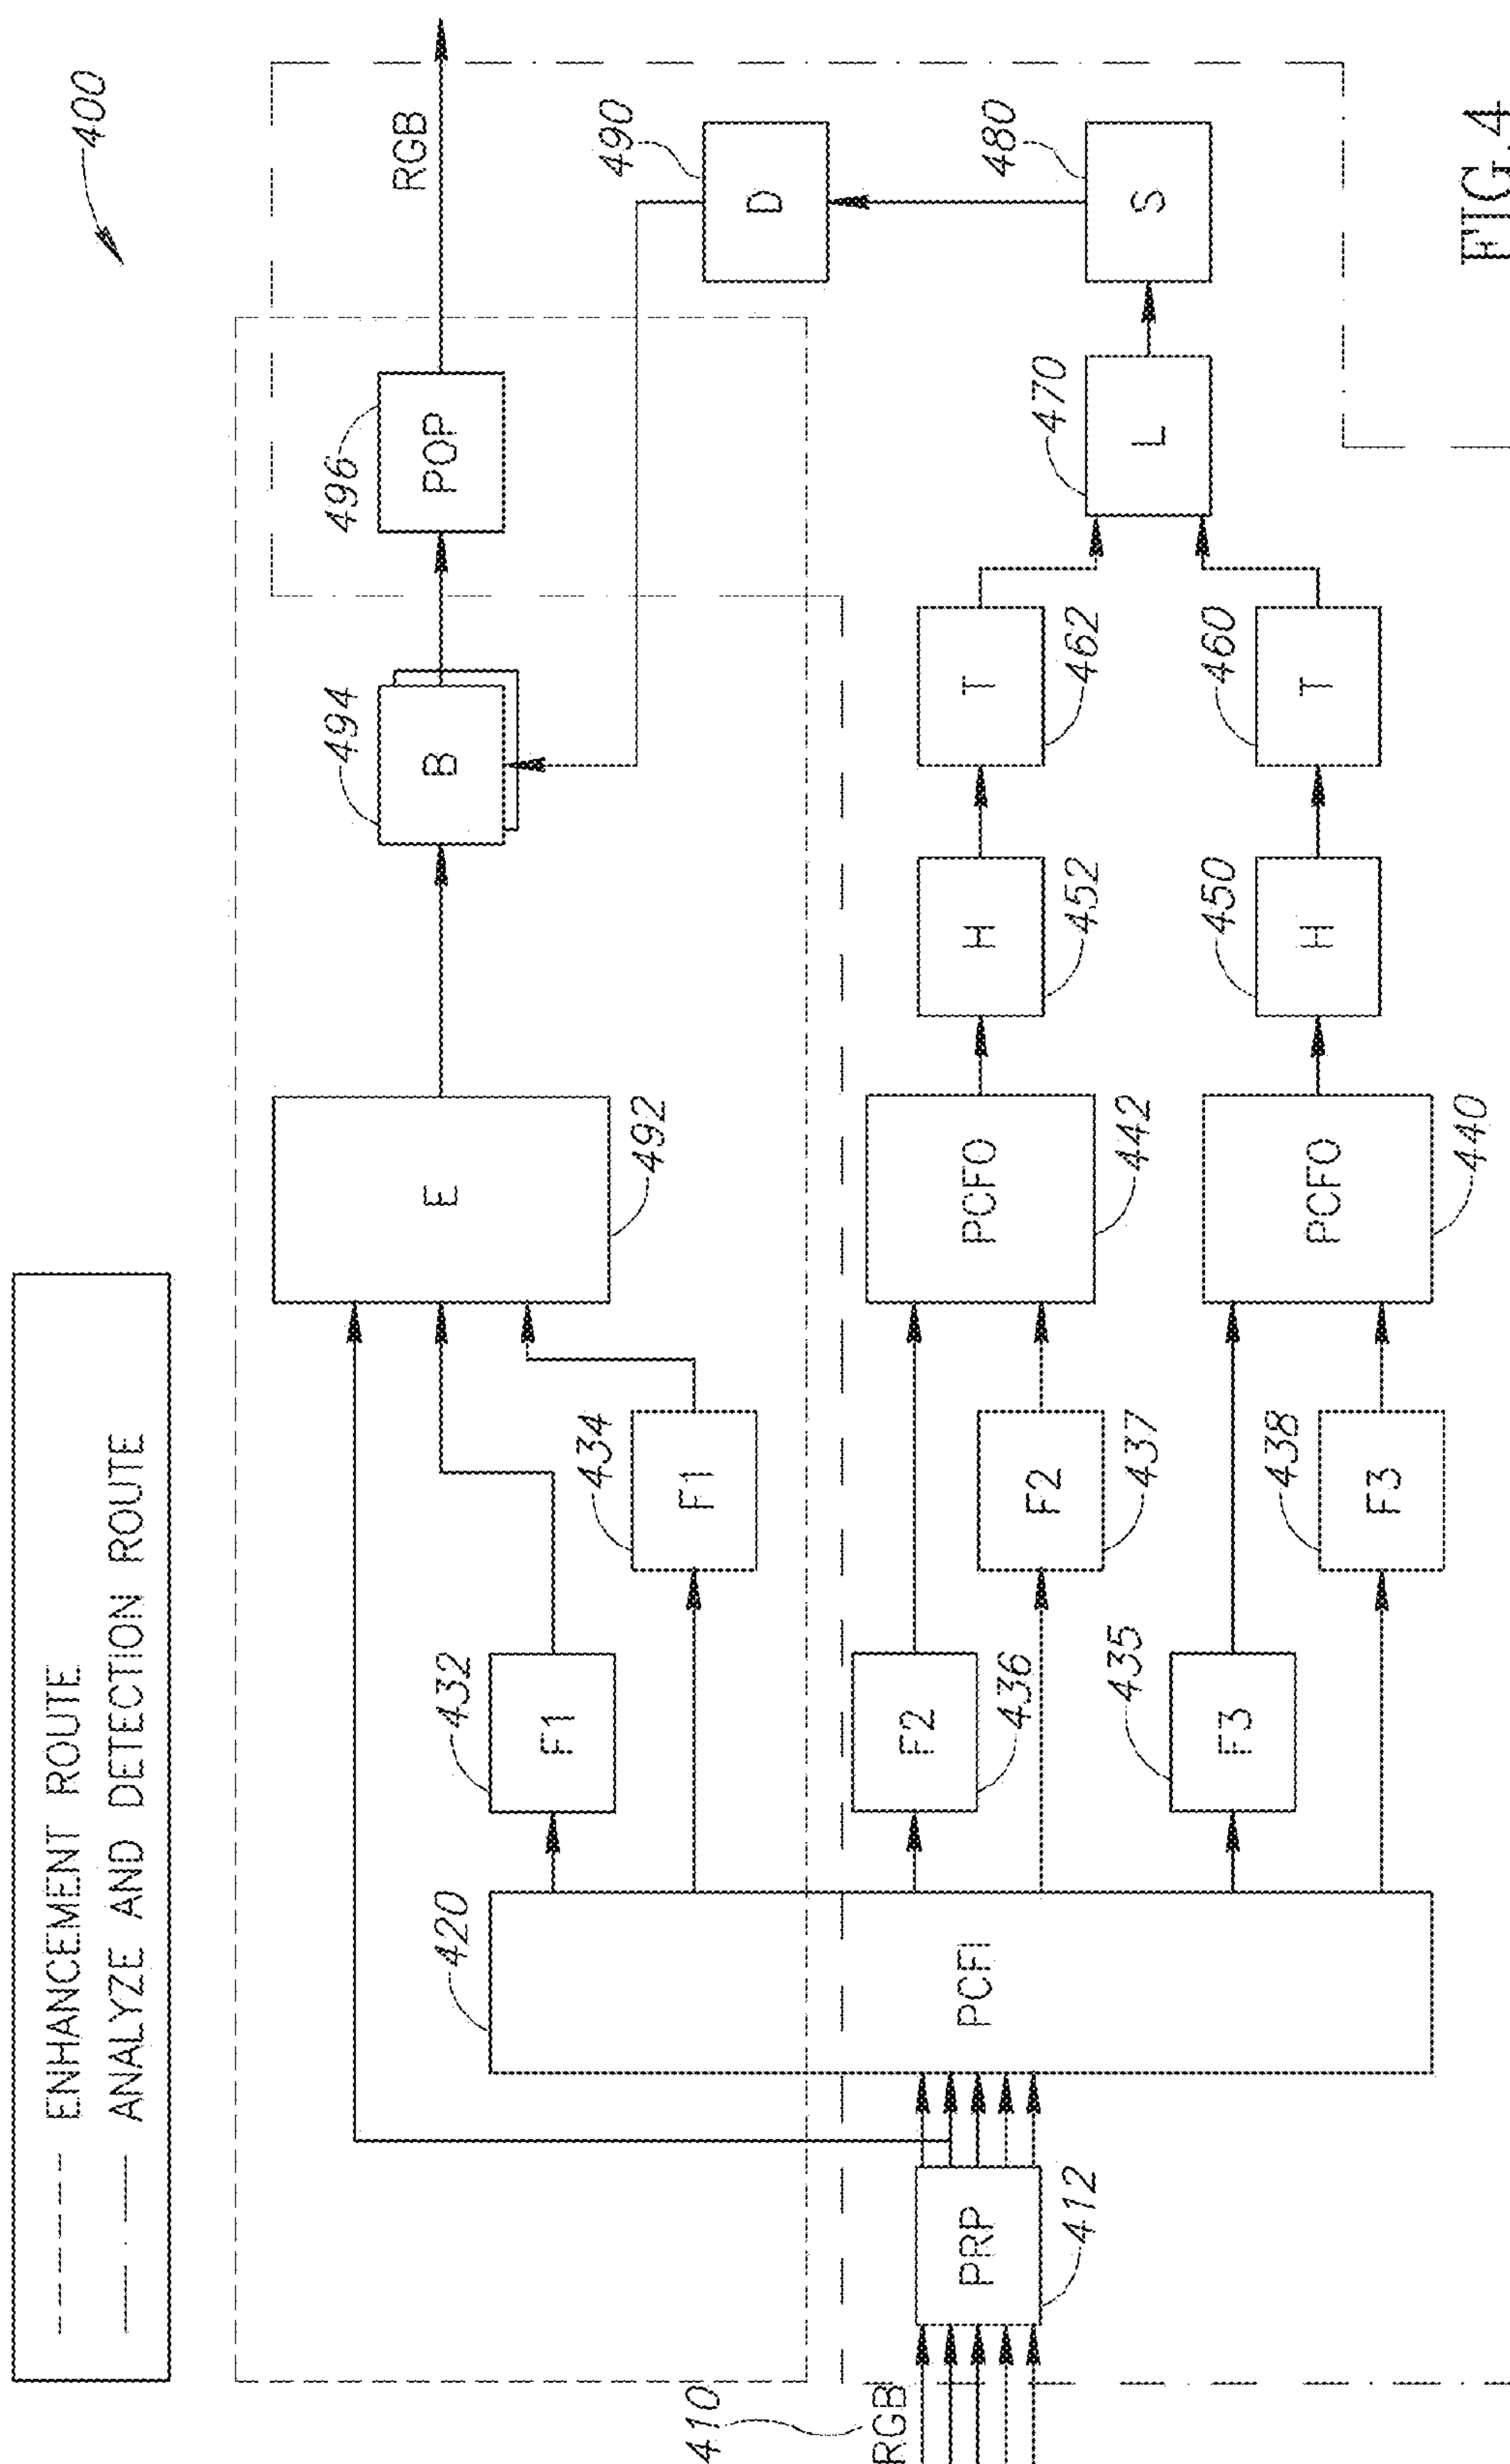 ENHANCEMENT ROUTE
ANALYZE AND DETECTION ROUTE
400
410
RGB
PRP
412
420
PCFI
432
F1
434
F1
F2
436
F2
437
435
F3
438
F3
E
492
PCFO
442
PCFO
440
H
452
H
450
T
462
T
460
L
470
S
480
D
490
B
494
POP
496
RGB
FIG.4